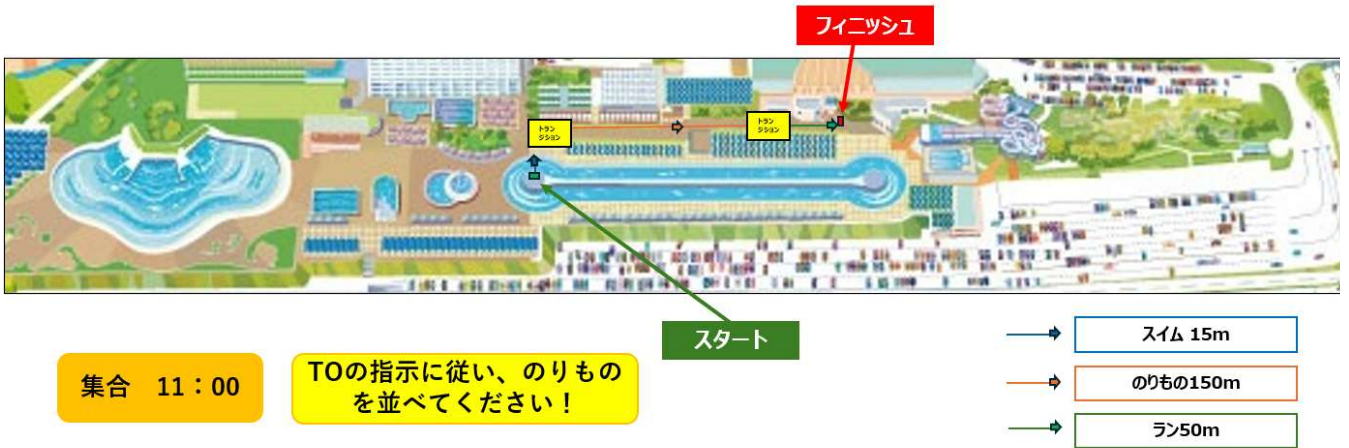 フィニッシュ
トラン
ジション
トラン
ジション
スタート
集合 11:00
TOの指示に従い、のりもの
を並べてください!
スイム 15m
のりもの150m
ラン50m